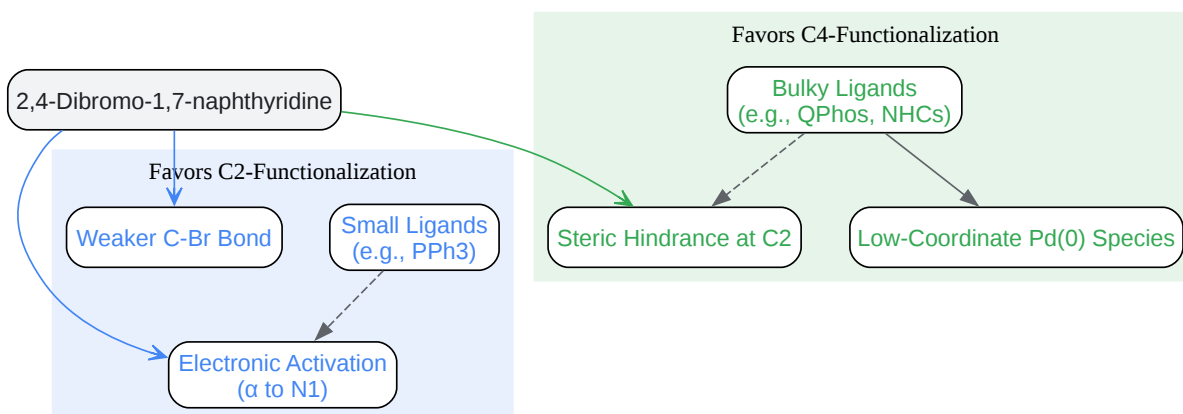 Favors C4-Functionalization
Bulky Ligands
(e.g., QPhos, NHCs)
2,4-Dibromo-1,7-naphthyridine
Favors C2-Functionalization
Weaker C-Br Bond
Small Ligands
(e.g., PPh3)
Steric Hindrance at C2
Low-Coordinate Pd(0) Species
Electronic Activation
(α to N1)